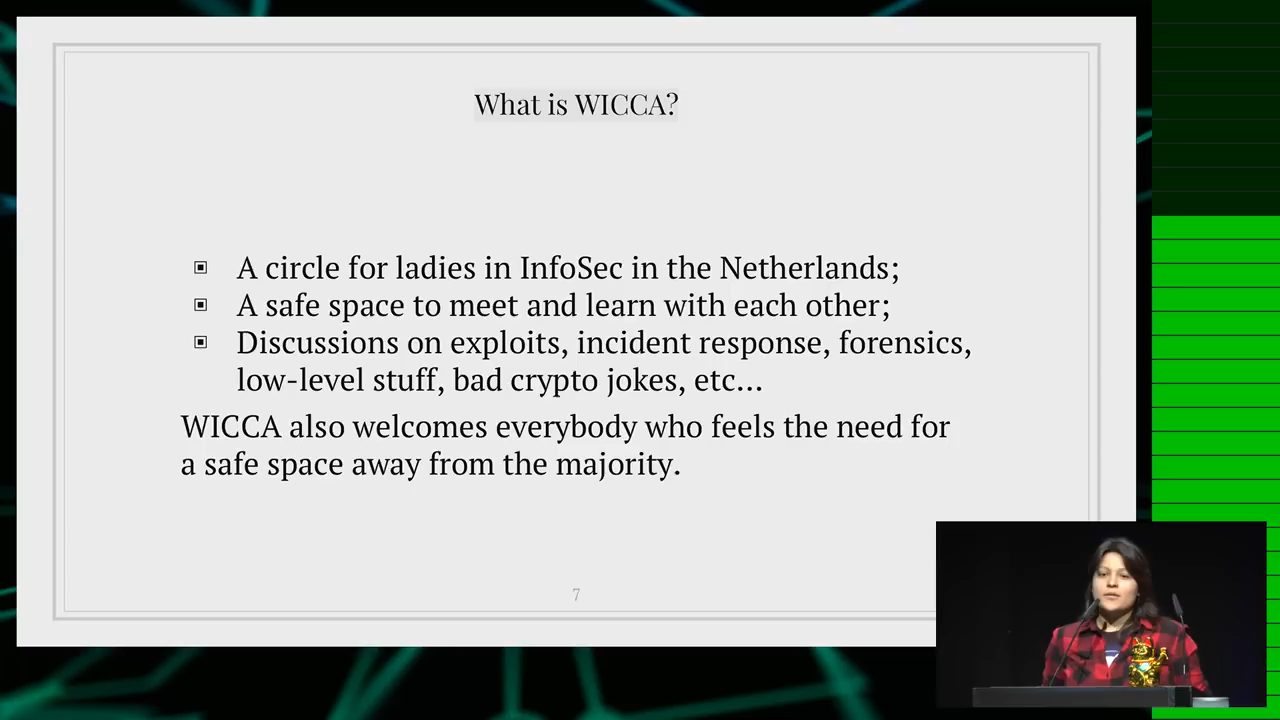 What is WICCA?
A circle for ladies in InfoSec in the Netherlands;
A safe space to meet and learn with each other;
Discussions on exploits, incident response, forensics,
low-level stuff, bad crypto jokes, etc...
WICCA also welcomes everybody who feels the need for
a safe space away from the majority.
7